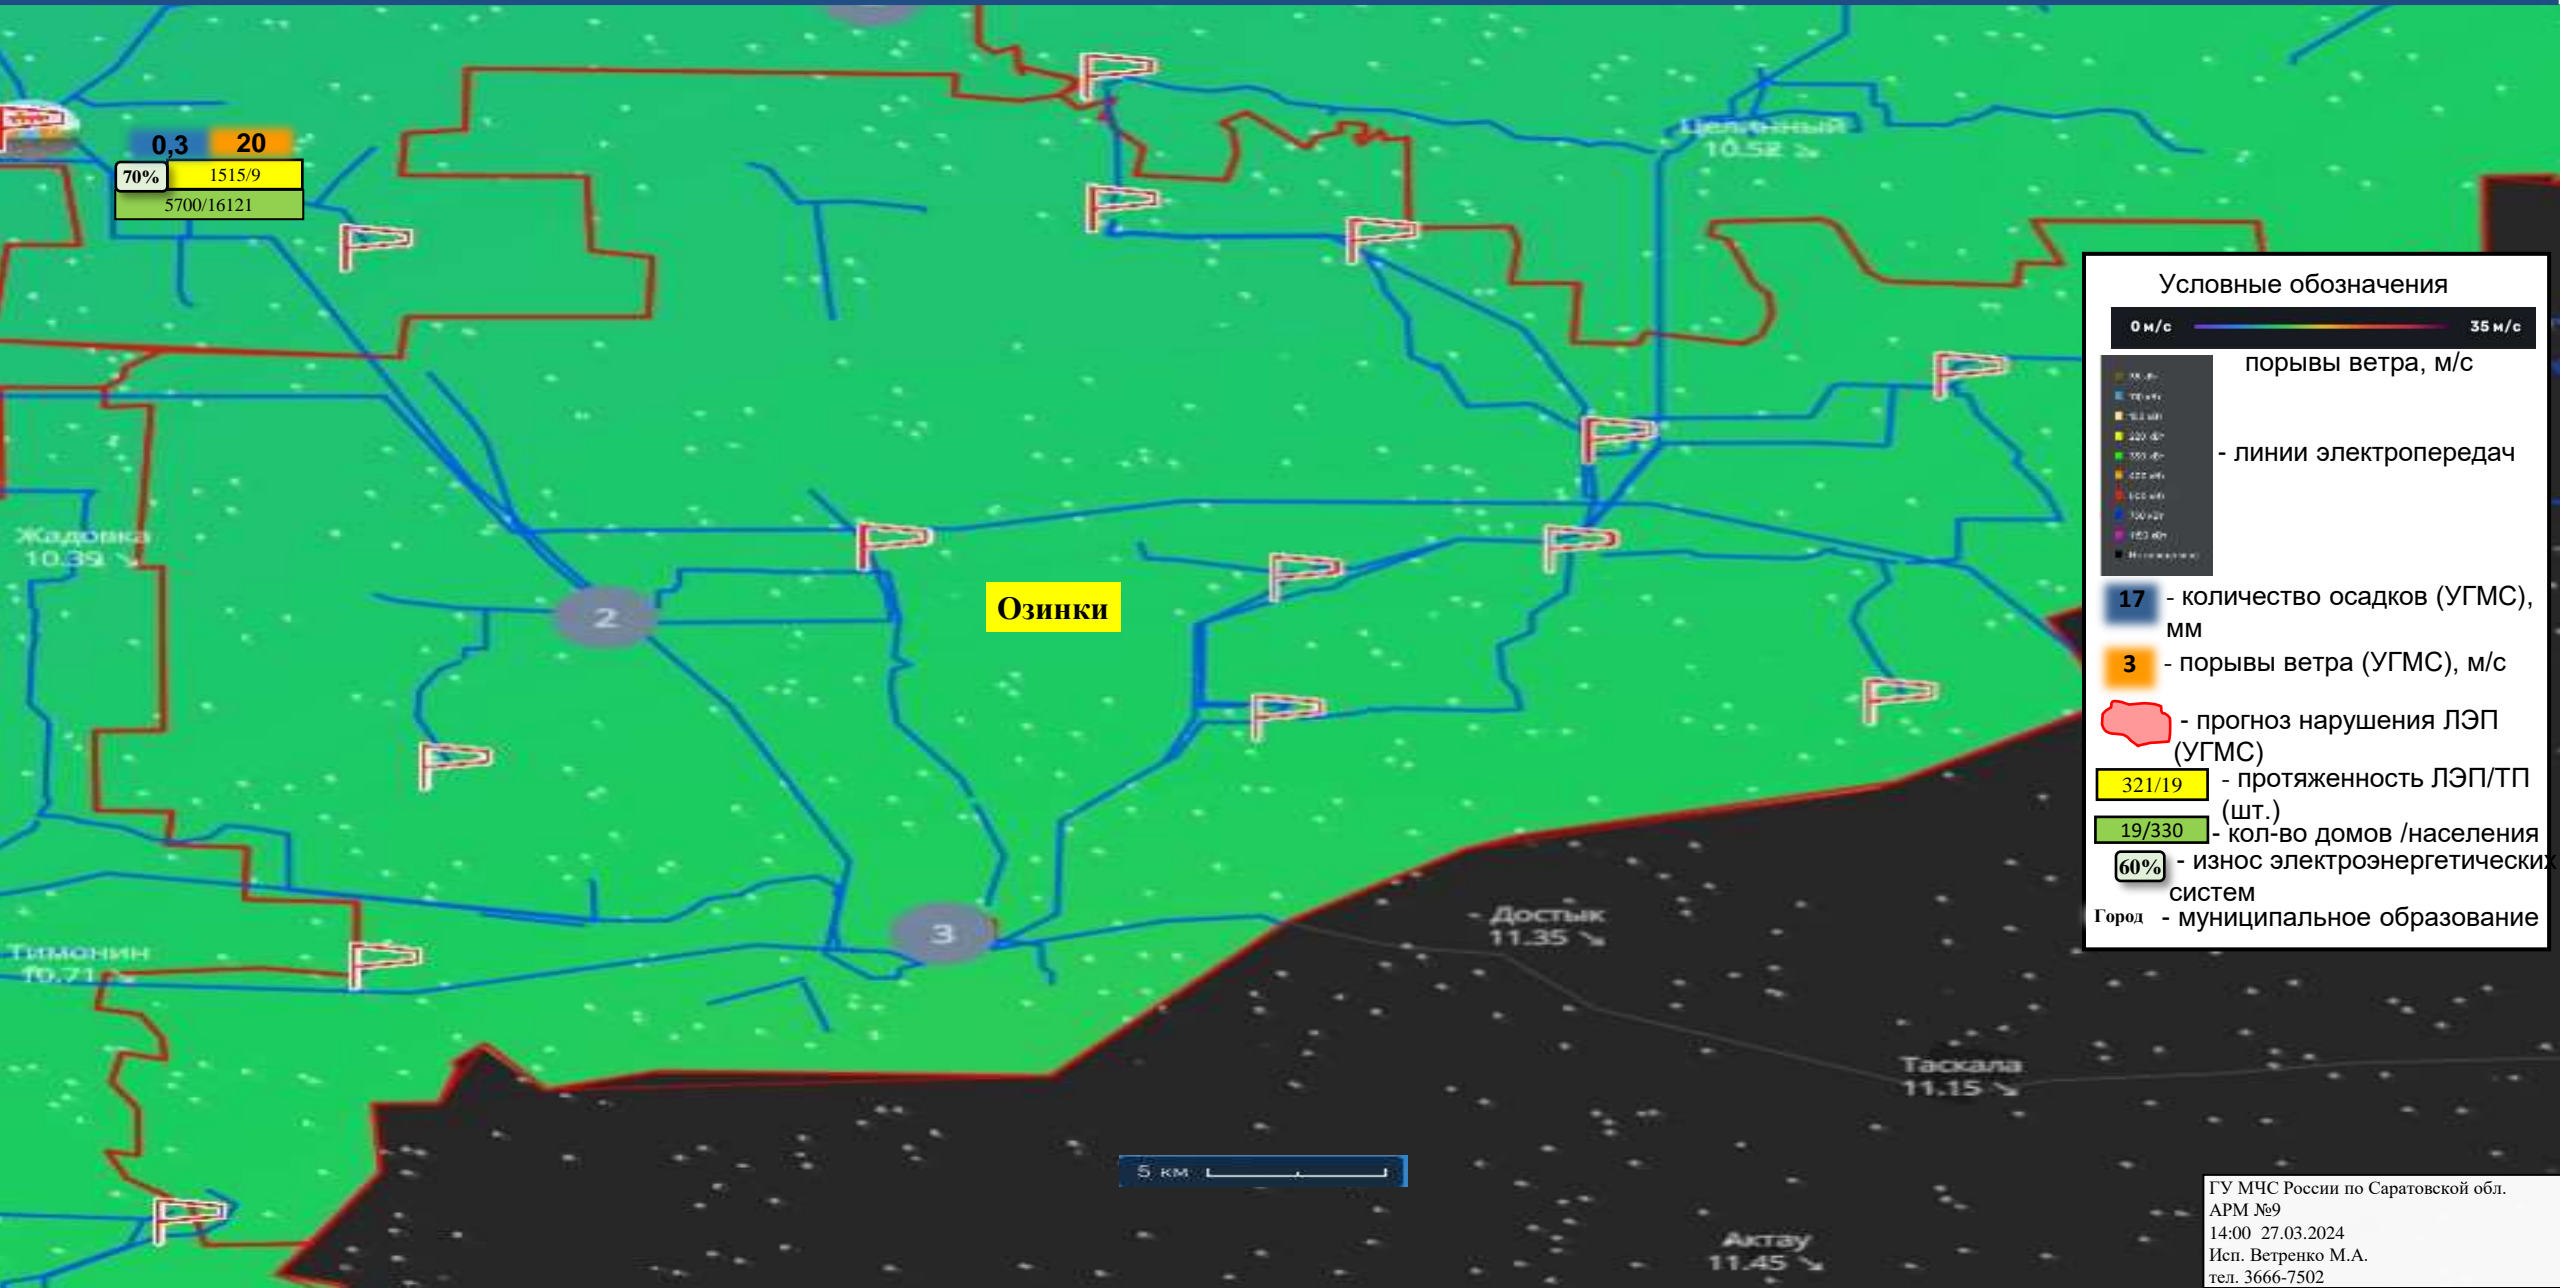 0,3 20
70% 1515/9
5700/16121
Целинный
10.52
Жадовка
10.39
2
Озинки
3
Тимонин
10.71
Достык
11.35
Таскала
11.15
Актау
11.45
5 км
Условные обозначения
0 м/с 35 м/с
порывы ветра, м/с
- линии электропередач
17 - количество осадков (УГМС),
мм
3 - порывы ветра (УГМС), м/с
- прогноз нарушения ЛЭП
(УГМС)
321/19 - протяженность ЛЭП/ТП
(шт.)
19/330 - кол-во домов /населения
60% - износ электроэнергетических
систем
Город - муниципальное образование
ГУ МЧС России по Саратовской обл.
АРМ №9
14:00 27.03.2024
Исп. Ветренко М.А.
тел. 3666-7502